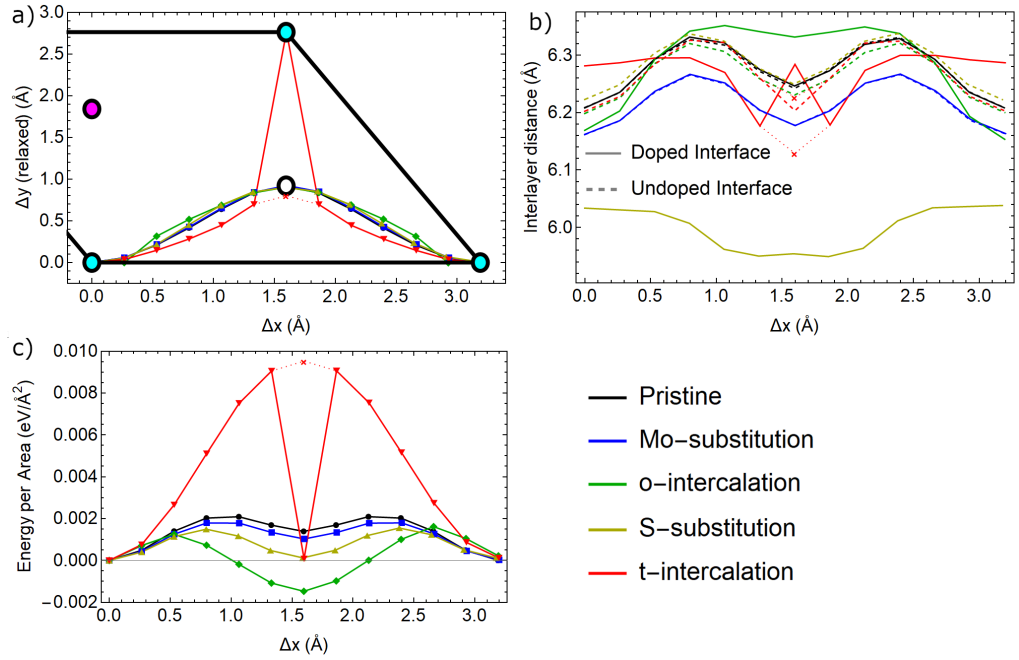 a)
Δy (relaxed) (Å)
3.0
2.5
2.0
1.5
1.0
0.5
0.0
0.0 0.5 1.0 1.5 2.0 2.5 3.0
Δx (Å)
b)
Interlayer distance (Å)
6.3
6.2
6.1
6.0
Doped Interface
Undoped Interface
0.0 0.5 1.0 1.5 2.0 2.5 3.0
Δx (Å)
c)
Energy per Area (eV/Å²)
0.010
0.008
0.006
0.004
0.002
0.000
−0.002
0.0 0.5 1.0 1.5 2.0 2.5 3.0
Δx (Å)
Pristine
Mo−substitution
o−intercalation
S−substitution
t−intercalation